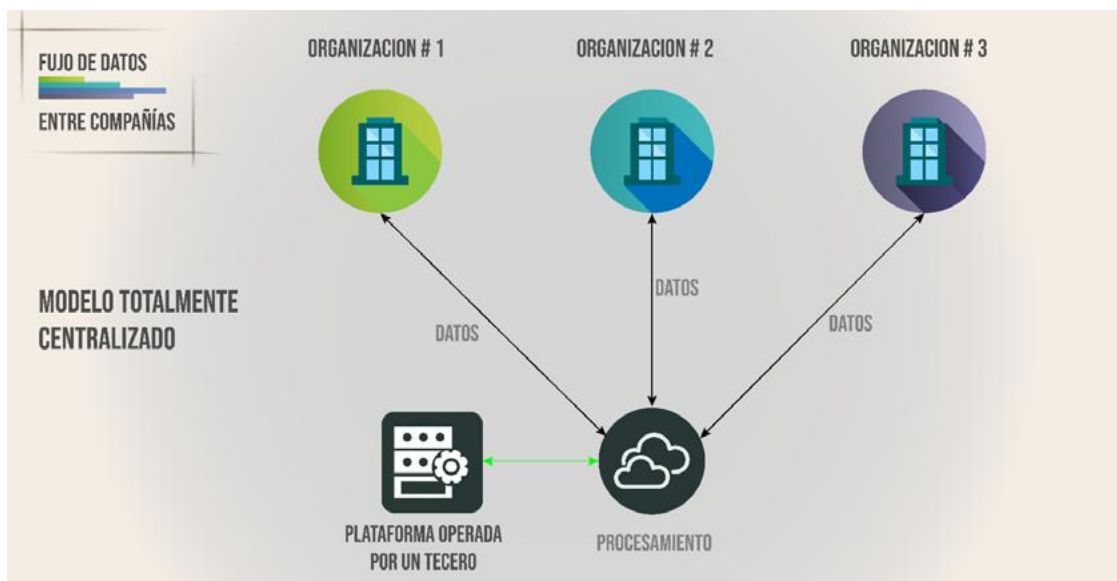 FUJO DE DATOS
ENTRE COMPAÑÍAS
ORGANIZACION # 1
ORGANIZACION # 2
ORGANIZACION # 3
MODELO TOTALMENTE
CENTRALIZADO
DATOS
DATOS
DATOS
PLATAFORMA OPERADA
POR UN TECERO
PROCESAMIENTO